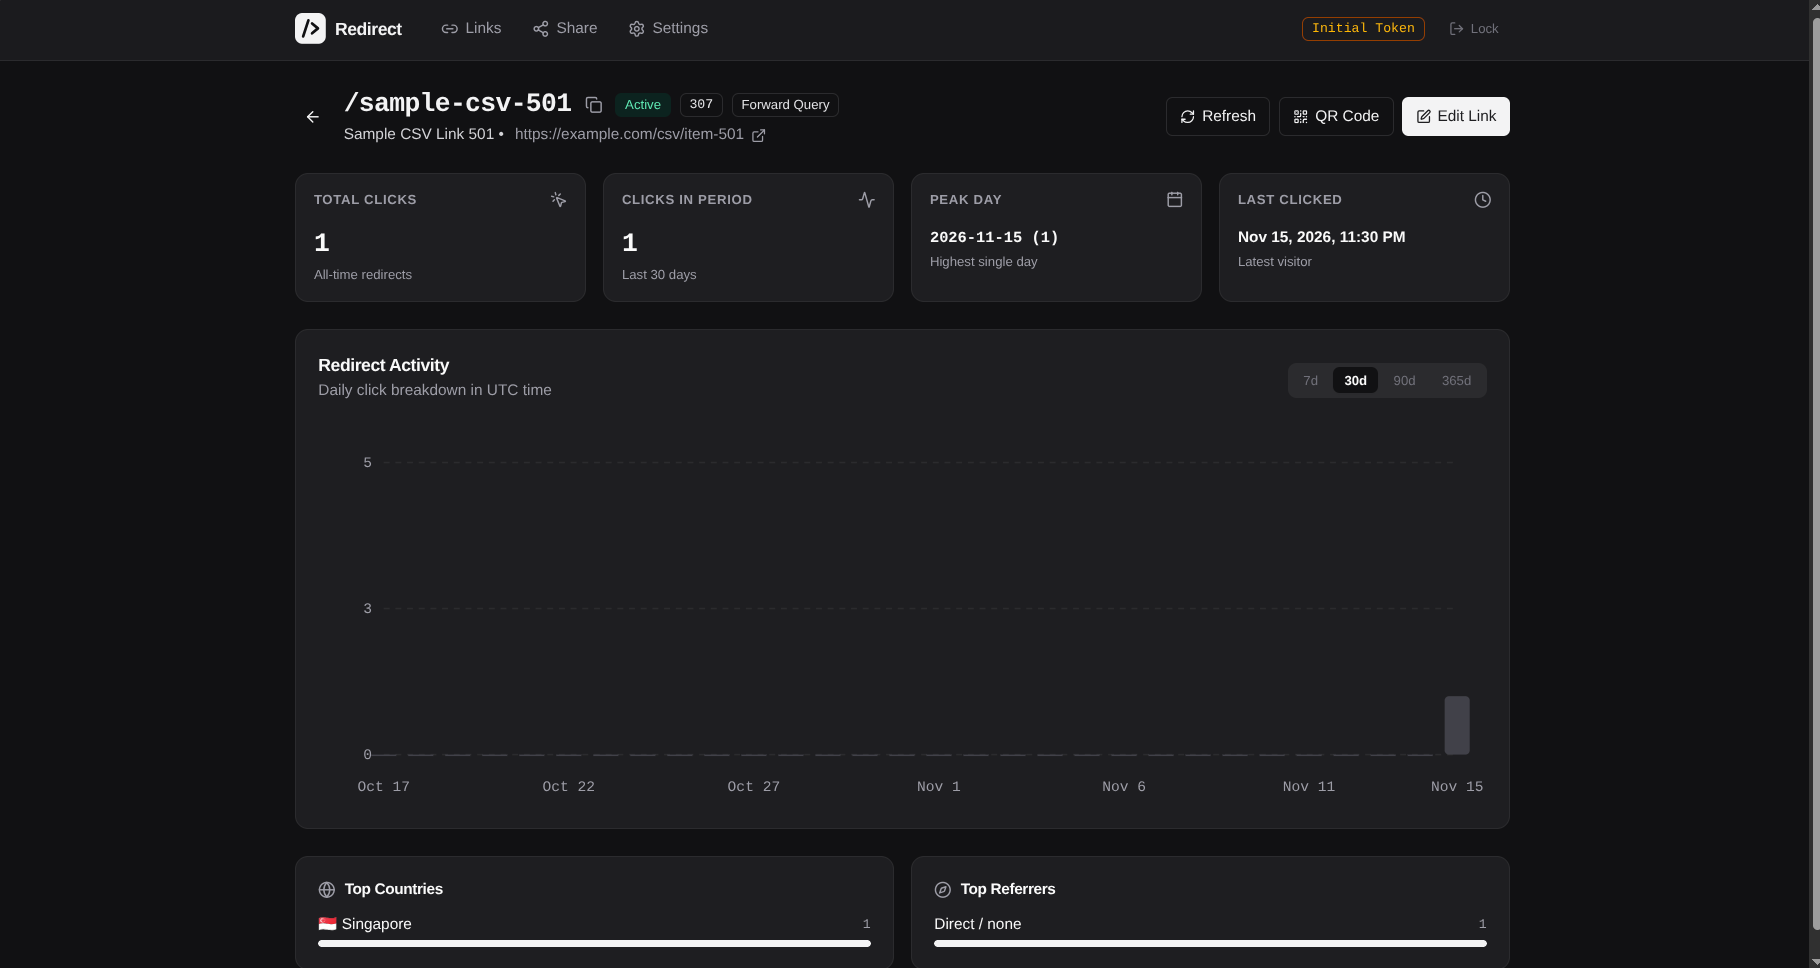 Redirect
Links
Share
Settings
Initial Token
Lock
/sample-csv-501
Active
307
Forward Query
Sample CSV Link 501 • https://example.com/csv/item-501
Refresh
QR Code
Edit Link
TOTAL CLICKS
1
All-time redirects
CLICKS IN PERIOD
1
Last 30 days
PEAK DAY
2026-11-15 (1)
Highest single day
LAST CLICKED
Nov 15, 2026, 11:30 PM
Latest visitor
Redirect Activity
Daily click breakdown in UTC time
7d
30d
90d
365d
5
3
0
Oct 17
Oct 22
Oct 27
Nov 1
Nov 6
Nov 11
Nov 15
Top Countries
🇸🇬 Singapore 1
Top Referrers
Direct / none 1